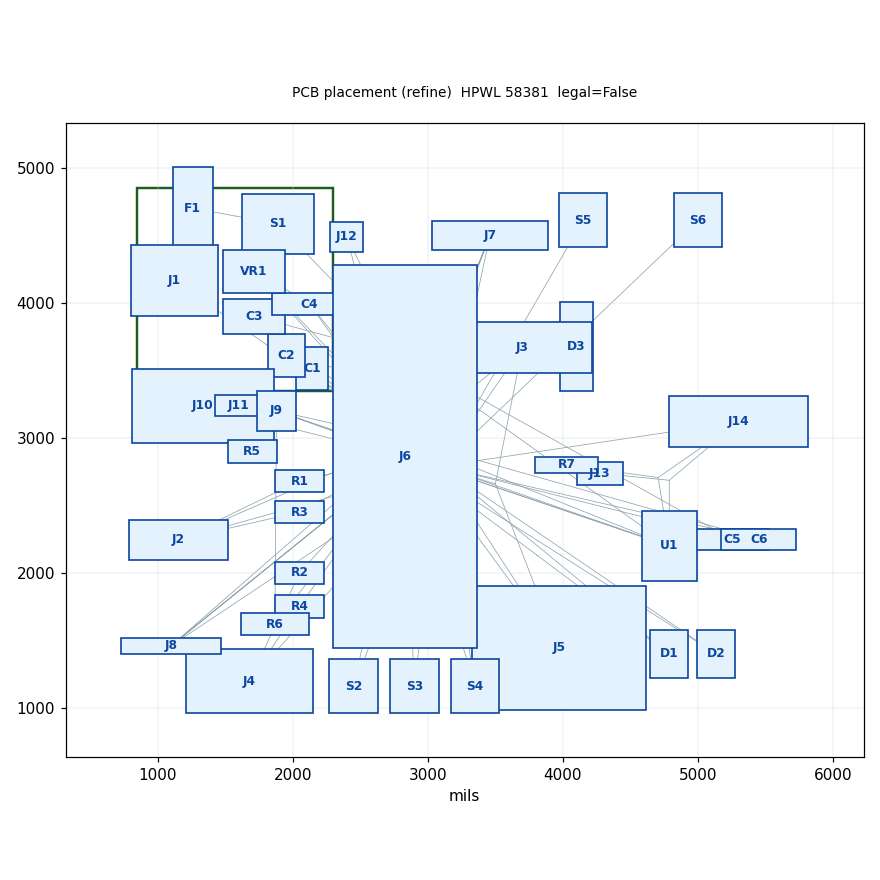 PCB placement (refine)  HPWL 58381  legal=False
5000
4000
3000
2000
1000
F1
S1
J12
J7
S5
S6
J1
VR1
C4
C3
C2
C1
J3
D3
J10
J11
J9
J14
R5
J6
R7
J13
R1
R3
J2
U1
C5
C6
R2
R4
R6
J8
J4
J5
D1
D2
S2
S3
S4
1000
2000
3000
4000
5000
6000
mils